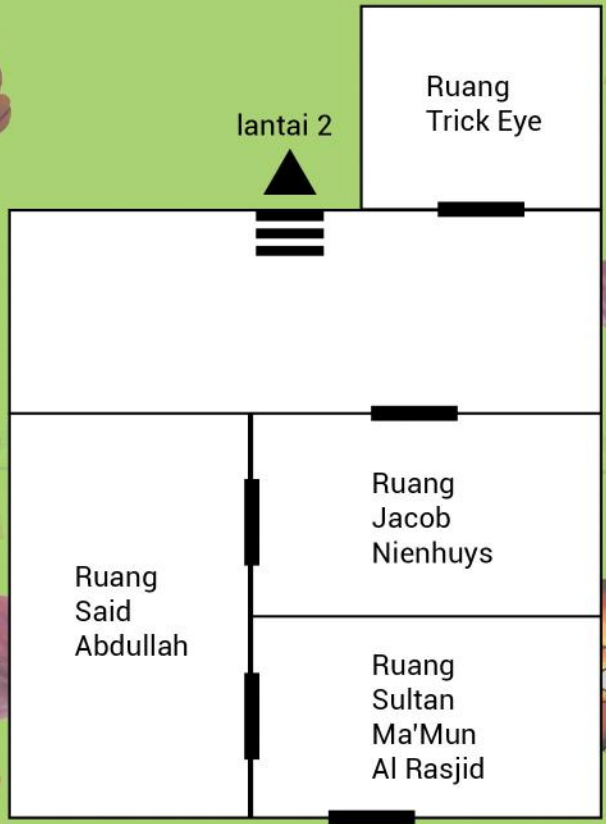 Ruang
Trick Eye
lantai 2
Ruang
Jacob
Nienhuys
Ruang
Said
Abdullah
Ruang
Sultan
Ma'Mun
Al Rasjid